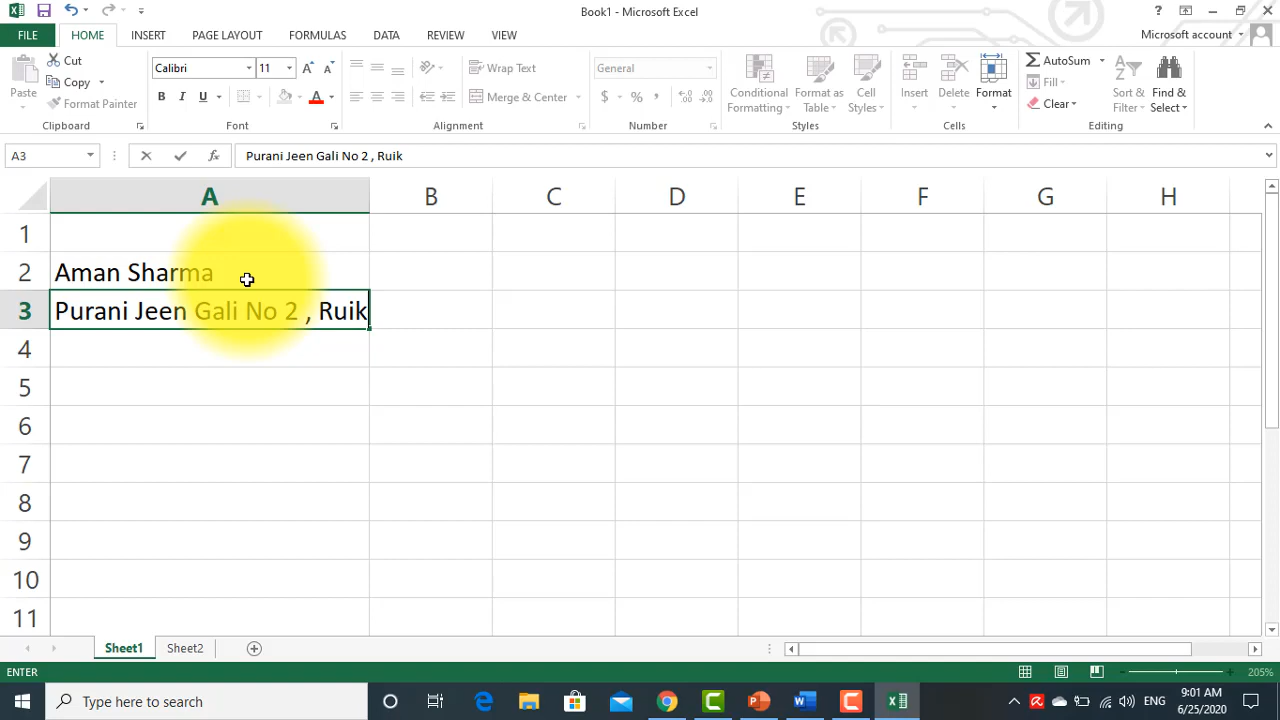 Book1 - Microsoft Excel
?
FILE HOME INSERT PAGE LAYOUT FORMULAS DATA REVIEW VIEW
Microsoft account
Paste
Cut
Copy
Format Painter
Clipboard
Calibri 11
B I U A
Font
Wrap Text
Merge & Center
Alignment
General
$ % ,
Number
Conditional Formatting
Format as Table
Cell Styles
Styles
Insert
Delete
Format
Cells
AutoSum
Fill
Clear
Sort & Filter
Find & Select
Editing
A3 fx Purani Jeen Gali No 2 , Ruik
A B C D E F G H
1
2 Aman Sharma
3 Purani Jeen Gali No 2 , Ruik
4
5
6
7
8
9
10
11
Sheet1 Sheet2
ENTER 205%
Type here to search
ENG
9:01 AM
6/25/2020